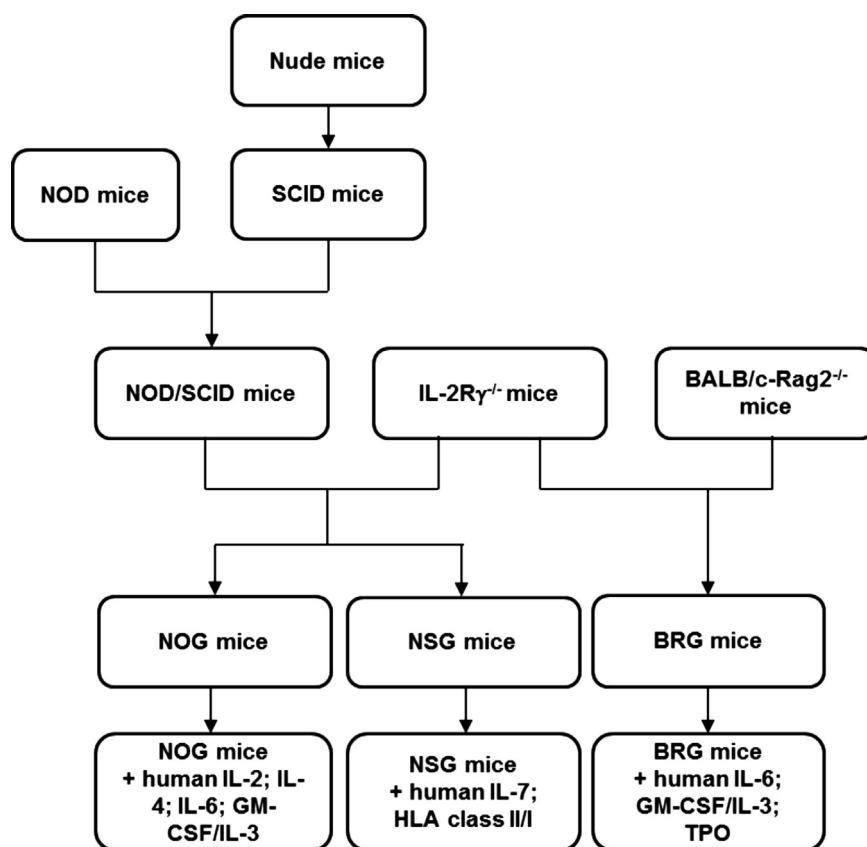 Nude mice
NOD mice
SCID mice
NOD/SCID mice
IL-2Rγ-/- mice
BALB/c-Rag2-/-
mice
NOG mice
NSG mice
BRG mice
NOG mice
+ human IL-2; IL-
4; IL-6; GM-
CSF/IL-3
NSG mice
+ human IL-7;
HLA class II/I
BRG mice
+ human IL-6;
GM-CSF/IL-3;
TPO